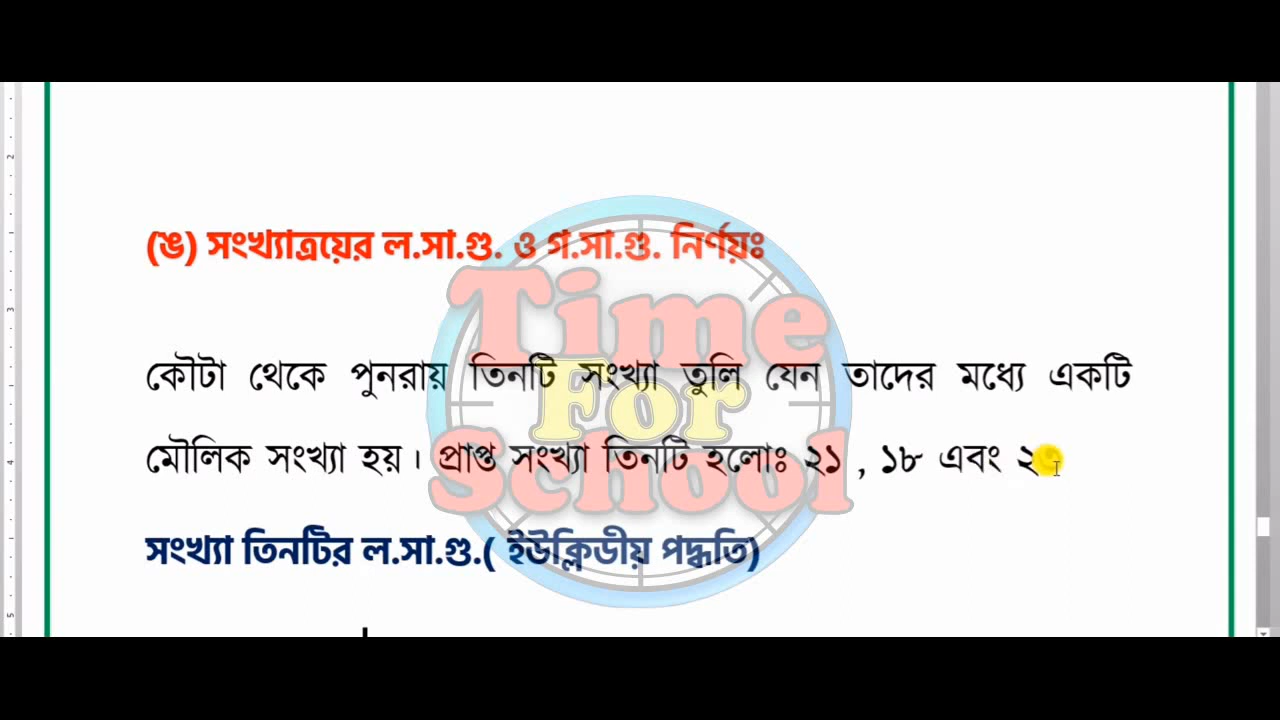 (ঙ) সংখ্যাত্রয়ের ল.সা.গু. ও গ.সা.গু. নির্ণয়ঃ
কৌটা থেকে পুনরায় তিনটি সংখ্যা তুলি যেন তাদের মধ্যে একটি
মৌলিক সংখ্যা হয়। প্রাপ্ত সংখ্যা তিনটি হলোঃ ২১ , ১৮ এবং ২
সংখ্যা তিনটির ল.সা.গু.( ইউক্লিডীয় পদ্ধতি)
Time
For
School